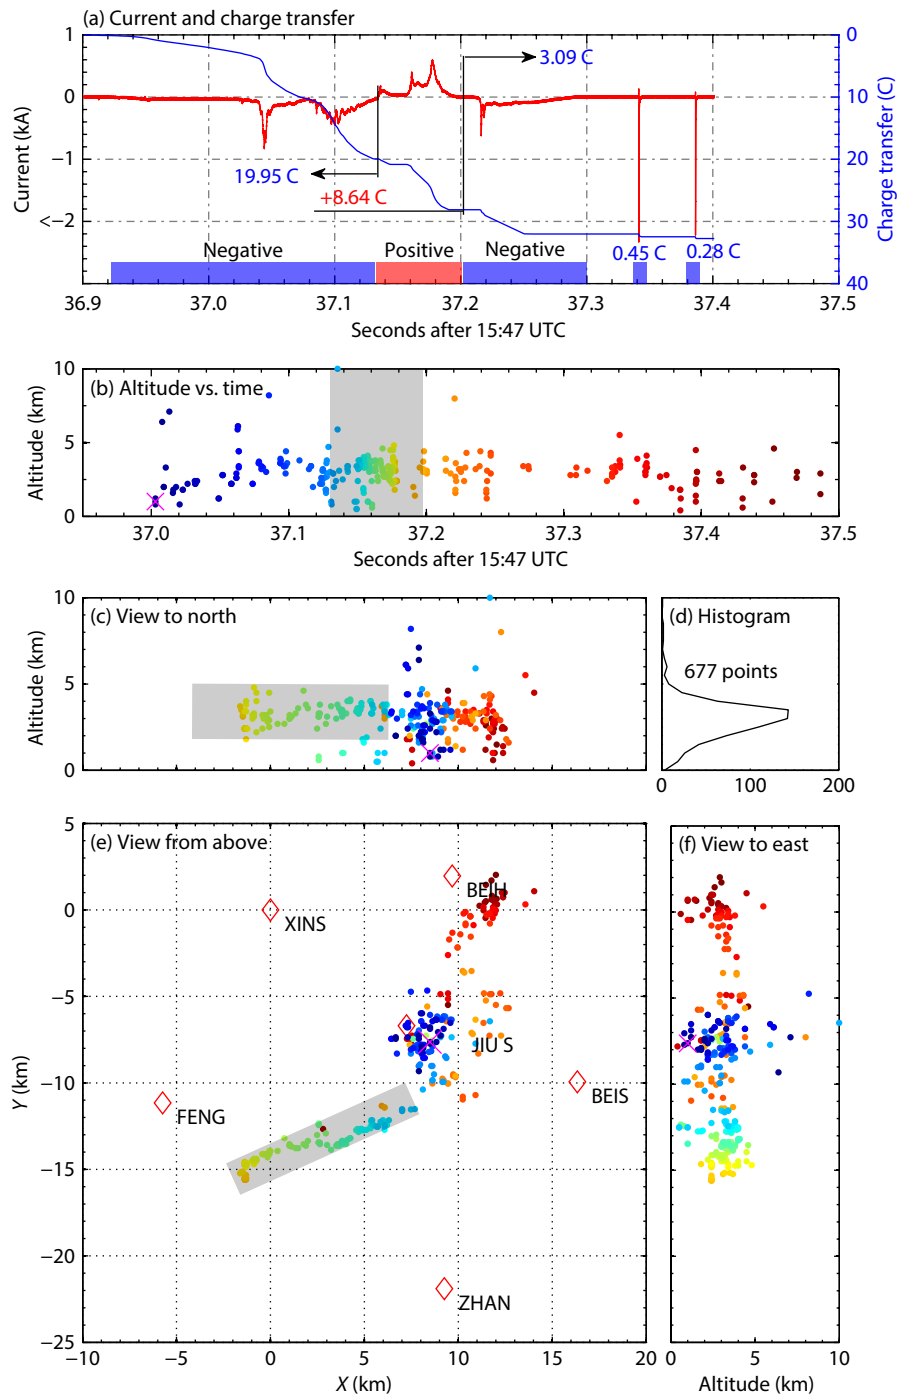 (a) Current and charge transfer
1
0
−1
−2
<
Current (kA)
0
10
20
30
40
Charge transfer (C)
3.09 C
19.95 C
+8.64 C
0.45 C
0.28 C
Negative
Positive
Negative
36.9
37.0
37.1
37.2
37.3
37.4
37.5
Seconds after 15:47 UTC
(b) Altitude vs. time
10
5
0
Altitude (km)
37.0
37.1
37.2
37.3
37.4
37.5
Seconds after 15:47 UTC
(c) View to north
10
5
0
Altitude (km)
(d) Histogram
677 points
0
100
200
(e) View from above
5
0
−5
−10
−15
−20
−25
Y (km)
BEIH
XINS
JIU S
BEIS
FENG
ZHAN
−10
−5
0
5
10
15
20
X (km)
(f) View to east
0
5
10
Altitude (km)